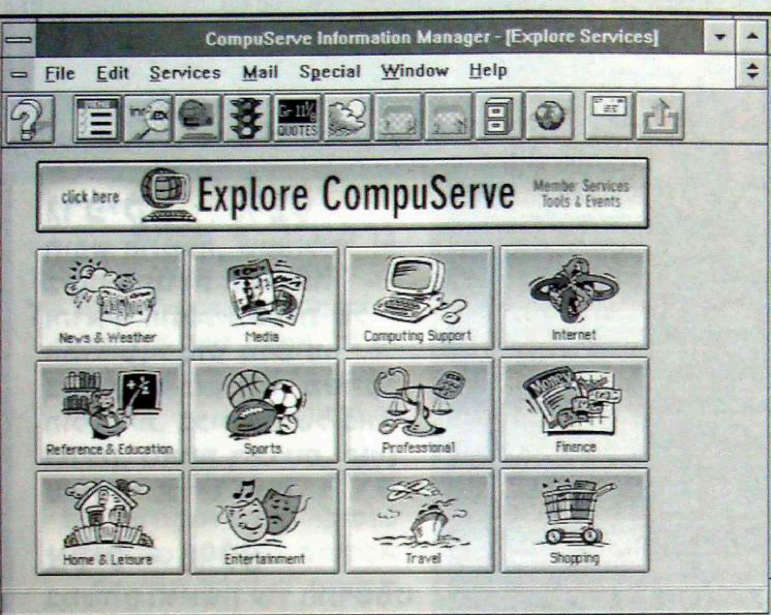 CompuServe Information Manager - [Explore Services]
File Edit Services Mail Special Window Help
QUOTES
click here
Explore CompuServe
Member Services
Tools & Events
News & Weather
Media
Computing Support
Internet
Reference & Education
Sports
Professional
Finance
Home & Leisure
Entertainment
Travel
Shopping